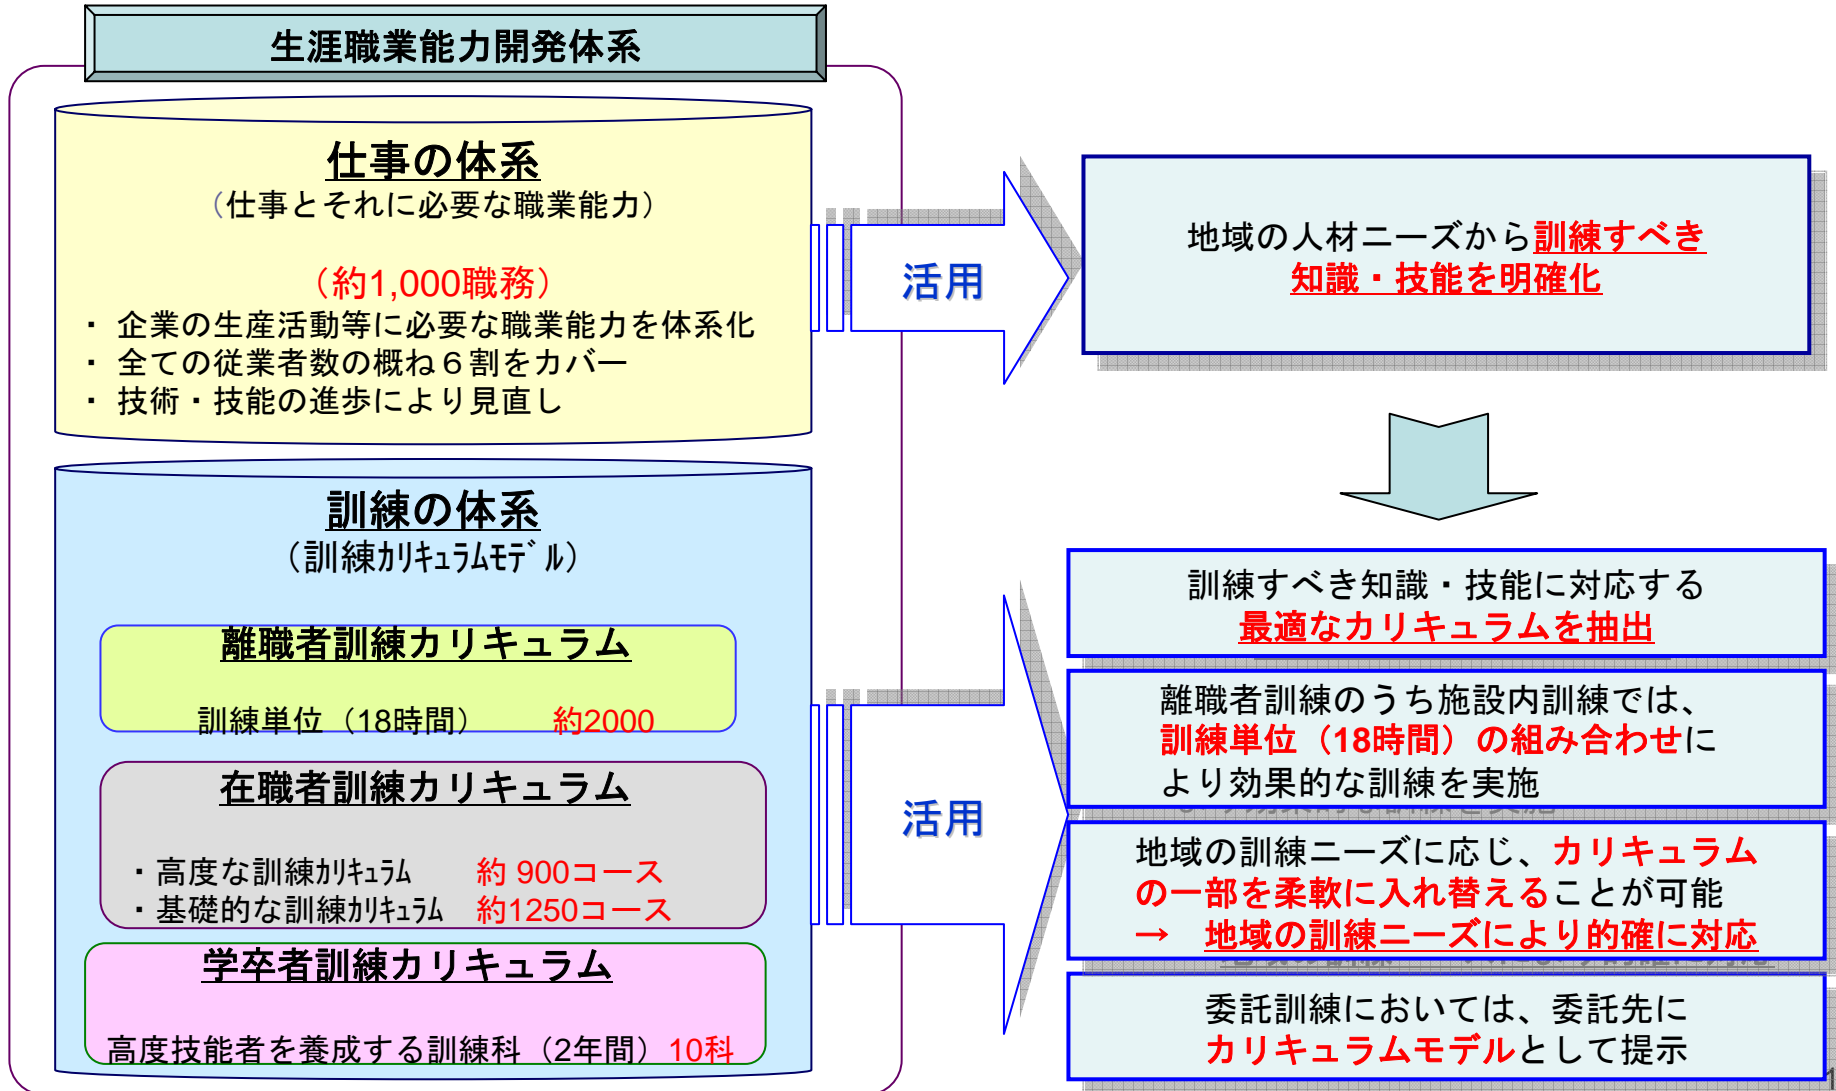 生涯職業能力開発体系
仕事の体系
（仕事とそれに必要な職業能力）
（約1,000職務）
・ 企業の生産活動等に必要な職業能力を体系化
・ 全ての従業者数の概ね６割をカバー
・ 技術・技能の進歩により見直し
活用
地域の人材ニーズから訓練すべき
知識・技能を明確化
訓練の体系
（訓練ｶﾘｷｭﾗﾑﾓﾃﾞﾙ）
離職者訓練カリキュラム
訓練単位（18時間） 約2000
在職者訓練カリキュラム
・高度な訓練ｶﾘｷｭﾗﾑ 約 900コース
・基礎的な訓練ｶﾘｷｭﾗﾑ 約1250コース
学卒者訓練カリキュラム
高度技能者を養成する訓練科（2年間）10科
活用
訓練すべき知識・技能に対応する
最適なカリキュラムを抽出
離職者訓練のうち施設内訓練では、
訓練単位（18時間）の組み合わせに
より効果的な訓練を実施
地域の訓練ニーズに応じ、カリキュラム
の一部を柔軟に入れ替えることが可能
→ 地域の訓練ニーズにより的確に対応
委託訓練においては、委託先に
カリキュラムモデルとして提示